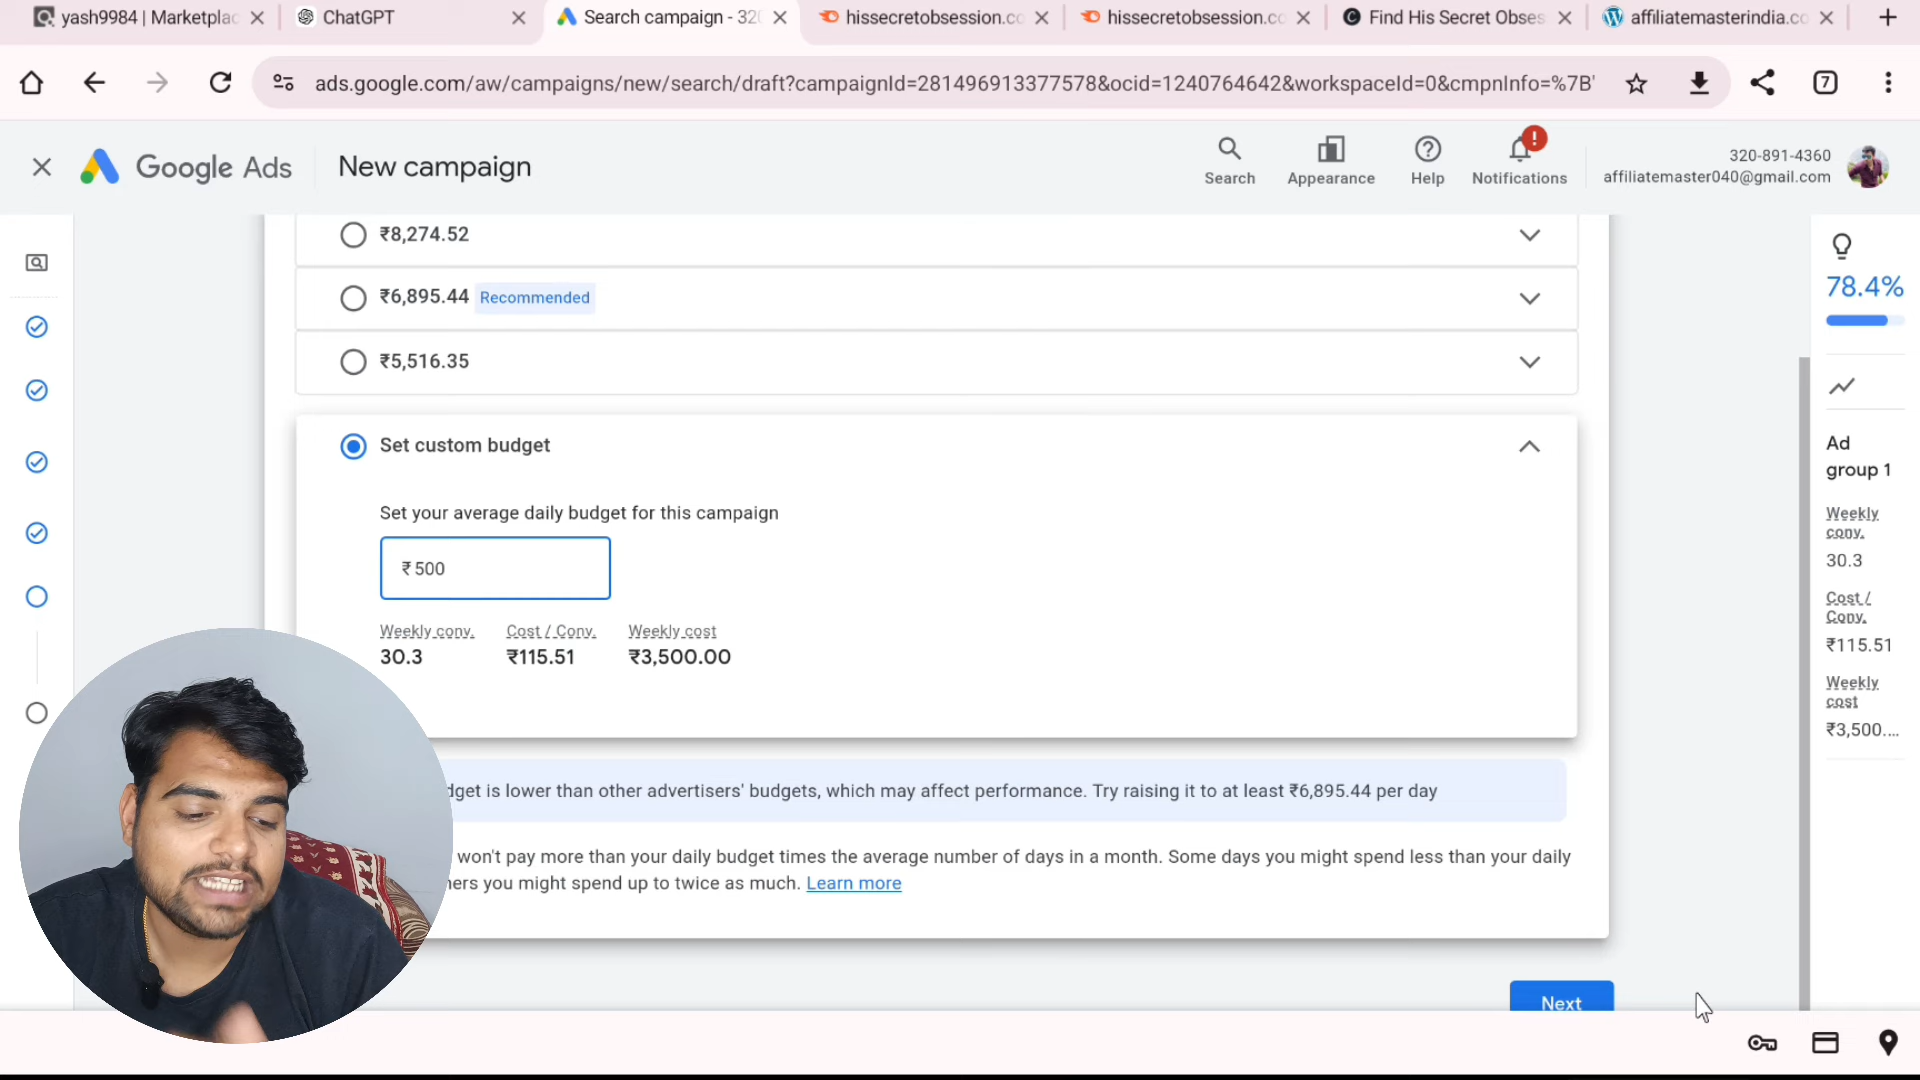 yash9984 | Marketplac
ChatGPT
Search campaign - 320
hissecretobsession.co
hissecretobsession.co
Find His Secret Obses
affiliatemasterindia.co
ads.google.com/aw/campaigns/new/search/draft?campaignId=281496913377578&ocid=1240764642&workspaceId=0&cmpnInfo=%7B'
7
Google Ads
New campaign
Search
Appearance
Help
Notifications
320-891-4360
affiliatemaster040@gmail.com
₹8,274.52
₹6,895.44 Recommended
₹5,516.35
Set custom budget
Set your average daily budget for this campaign
₹ 500
Weekly conv. Cost / Conv. Weekly cost
30.3 ₹115.51 ₹3,500.00
dget is lower than other advertisers' budgets, which may affect performance. Try raising it to at least ₹6,895.44 per day
won't pay more than your daily budget times the average number of days in a month. Some days you might spend less than your daily
ers you might spend up to twice as much. Learn more
Next
78.4%
Ad
group 1
Weekly
conv.
30.3
Cost /
Conv.
₹115.51
Weekly
cost
₹3,500....